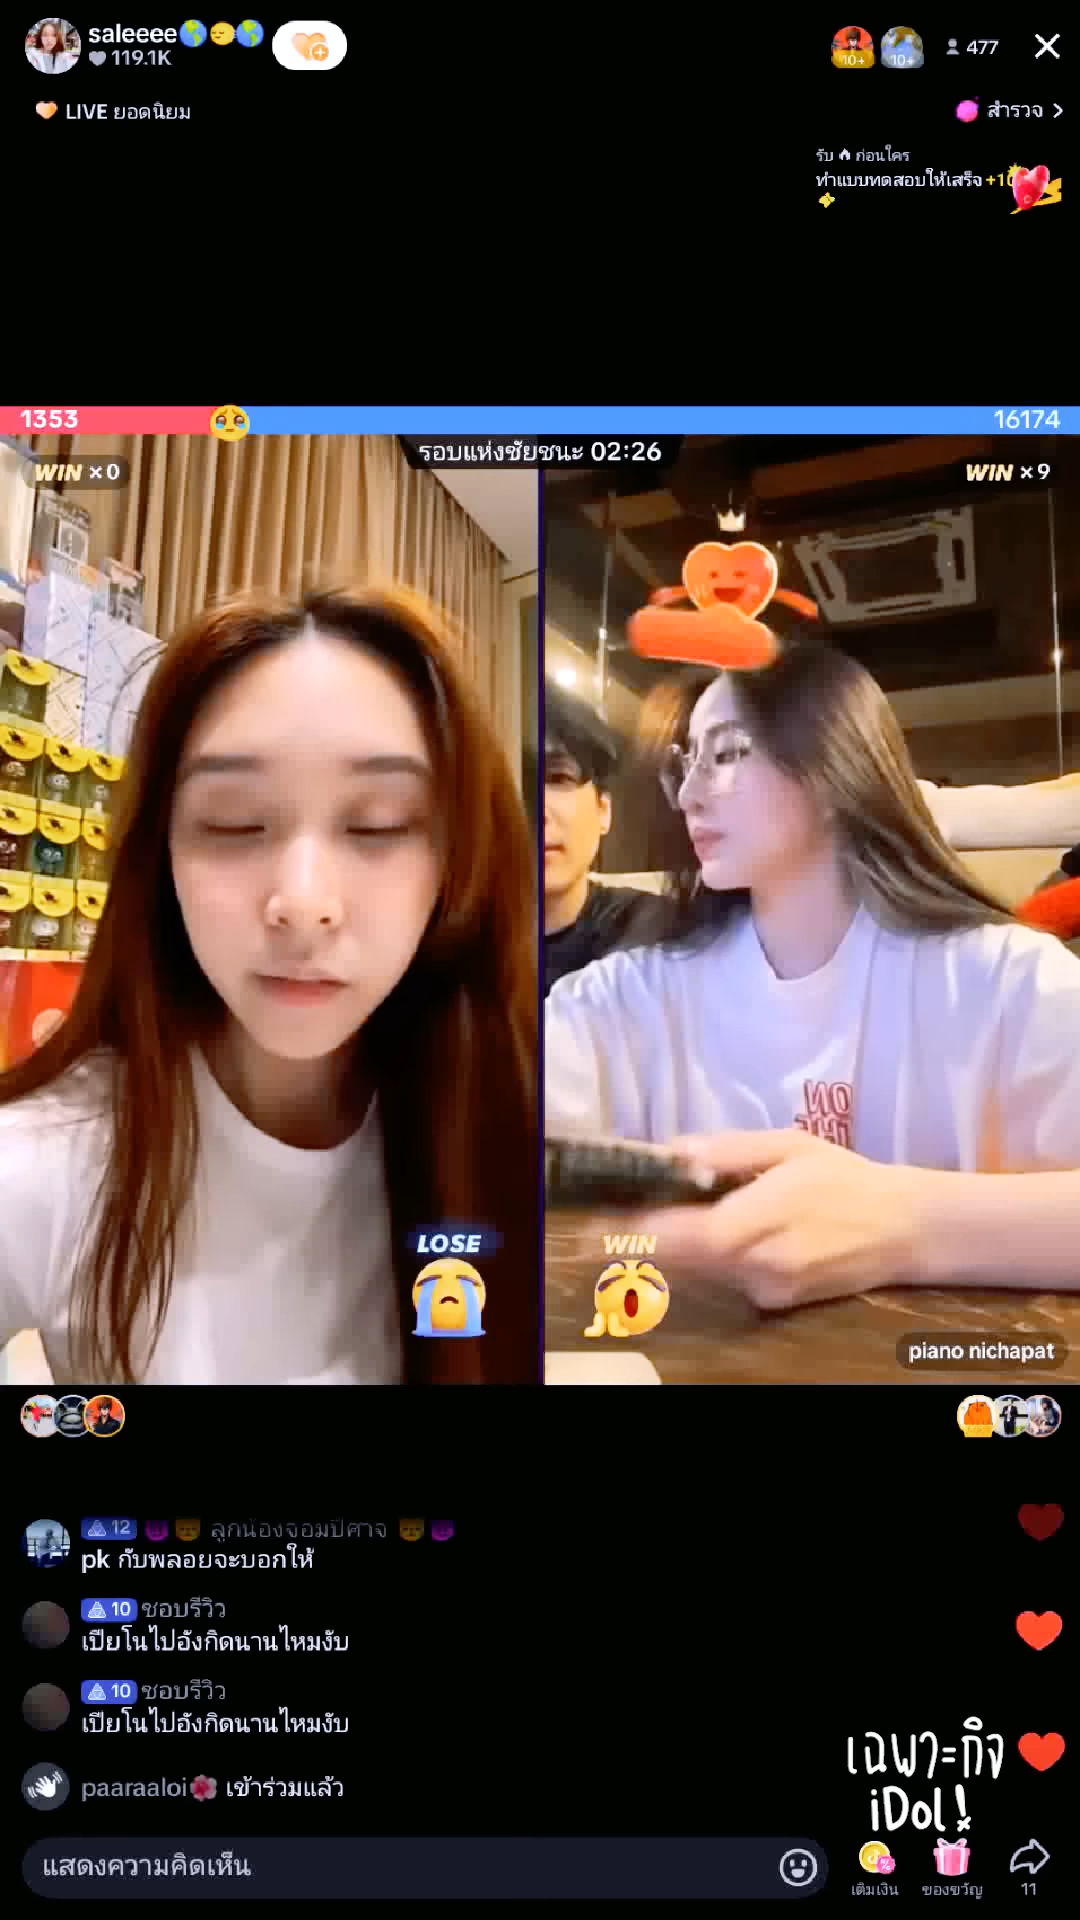 saleeee🌎😴🌎
119.1K
10+
10+
477
LIVE ยอดนิยม
สำรวจ
รับ 🔥 ก่อนใคร
ทำแบบทดสอบให้เสร็จ +10
1353
16174
รอบแห่งชัยชนะ 02:26
WIN ×0
WIN ×9
NO
LOSE
WIN
piano nichapat
12 😈 ลูกน้องจอมปีศาจ 😈
pk กับพลอยจะบอกให้
10 ชอบรีวิว
เปียโนไปอังกิดนานไหมงับ
10 ชอบรีวิว
เปียโนไปอังกิดนานไหมงับ
paaraaloi🌺 เข้าร่วมแล้ว
เฉพาะกิจ
iDol!
แสดงความคิดเห็น
เติมเงิน
ของขวัญ
11